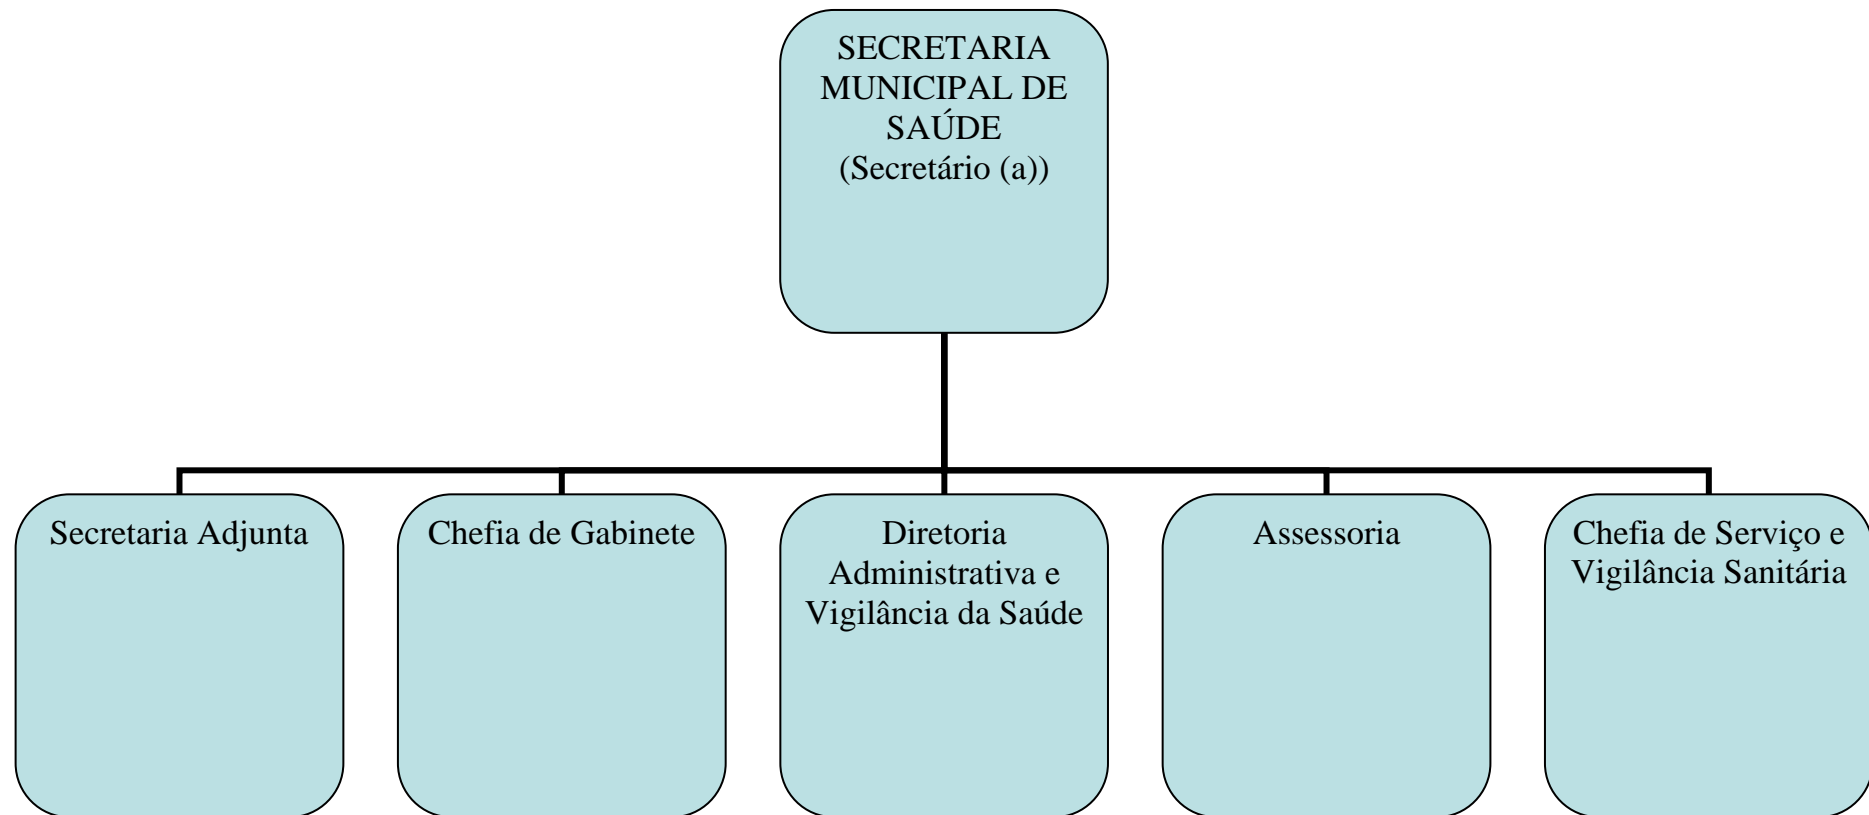 SECRETARIA
MUNICIPAL DE
SAÚDE
(Secretário (a))
Secretaria Adjunta
Chefia de Gabinete
Diretoria
Administrativa e
Vigilância da Saúde
Assessoria
Chefia de Serviço e
Vigilância Sanitária